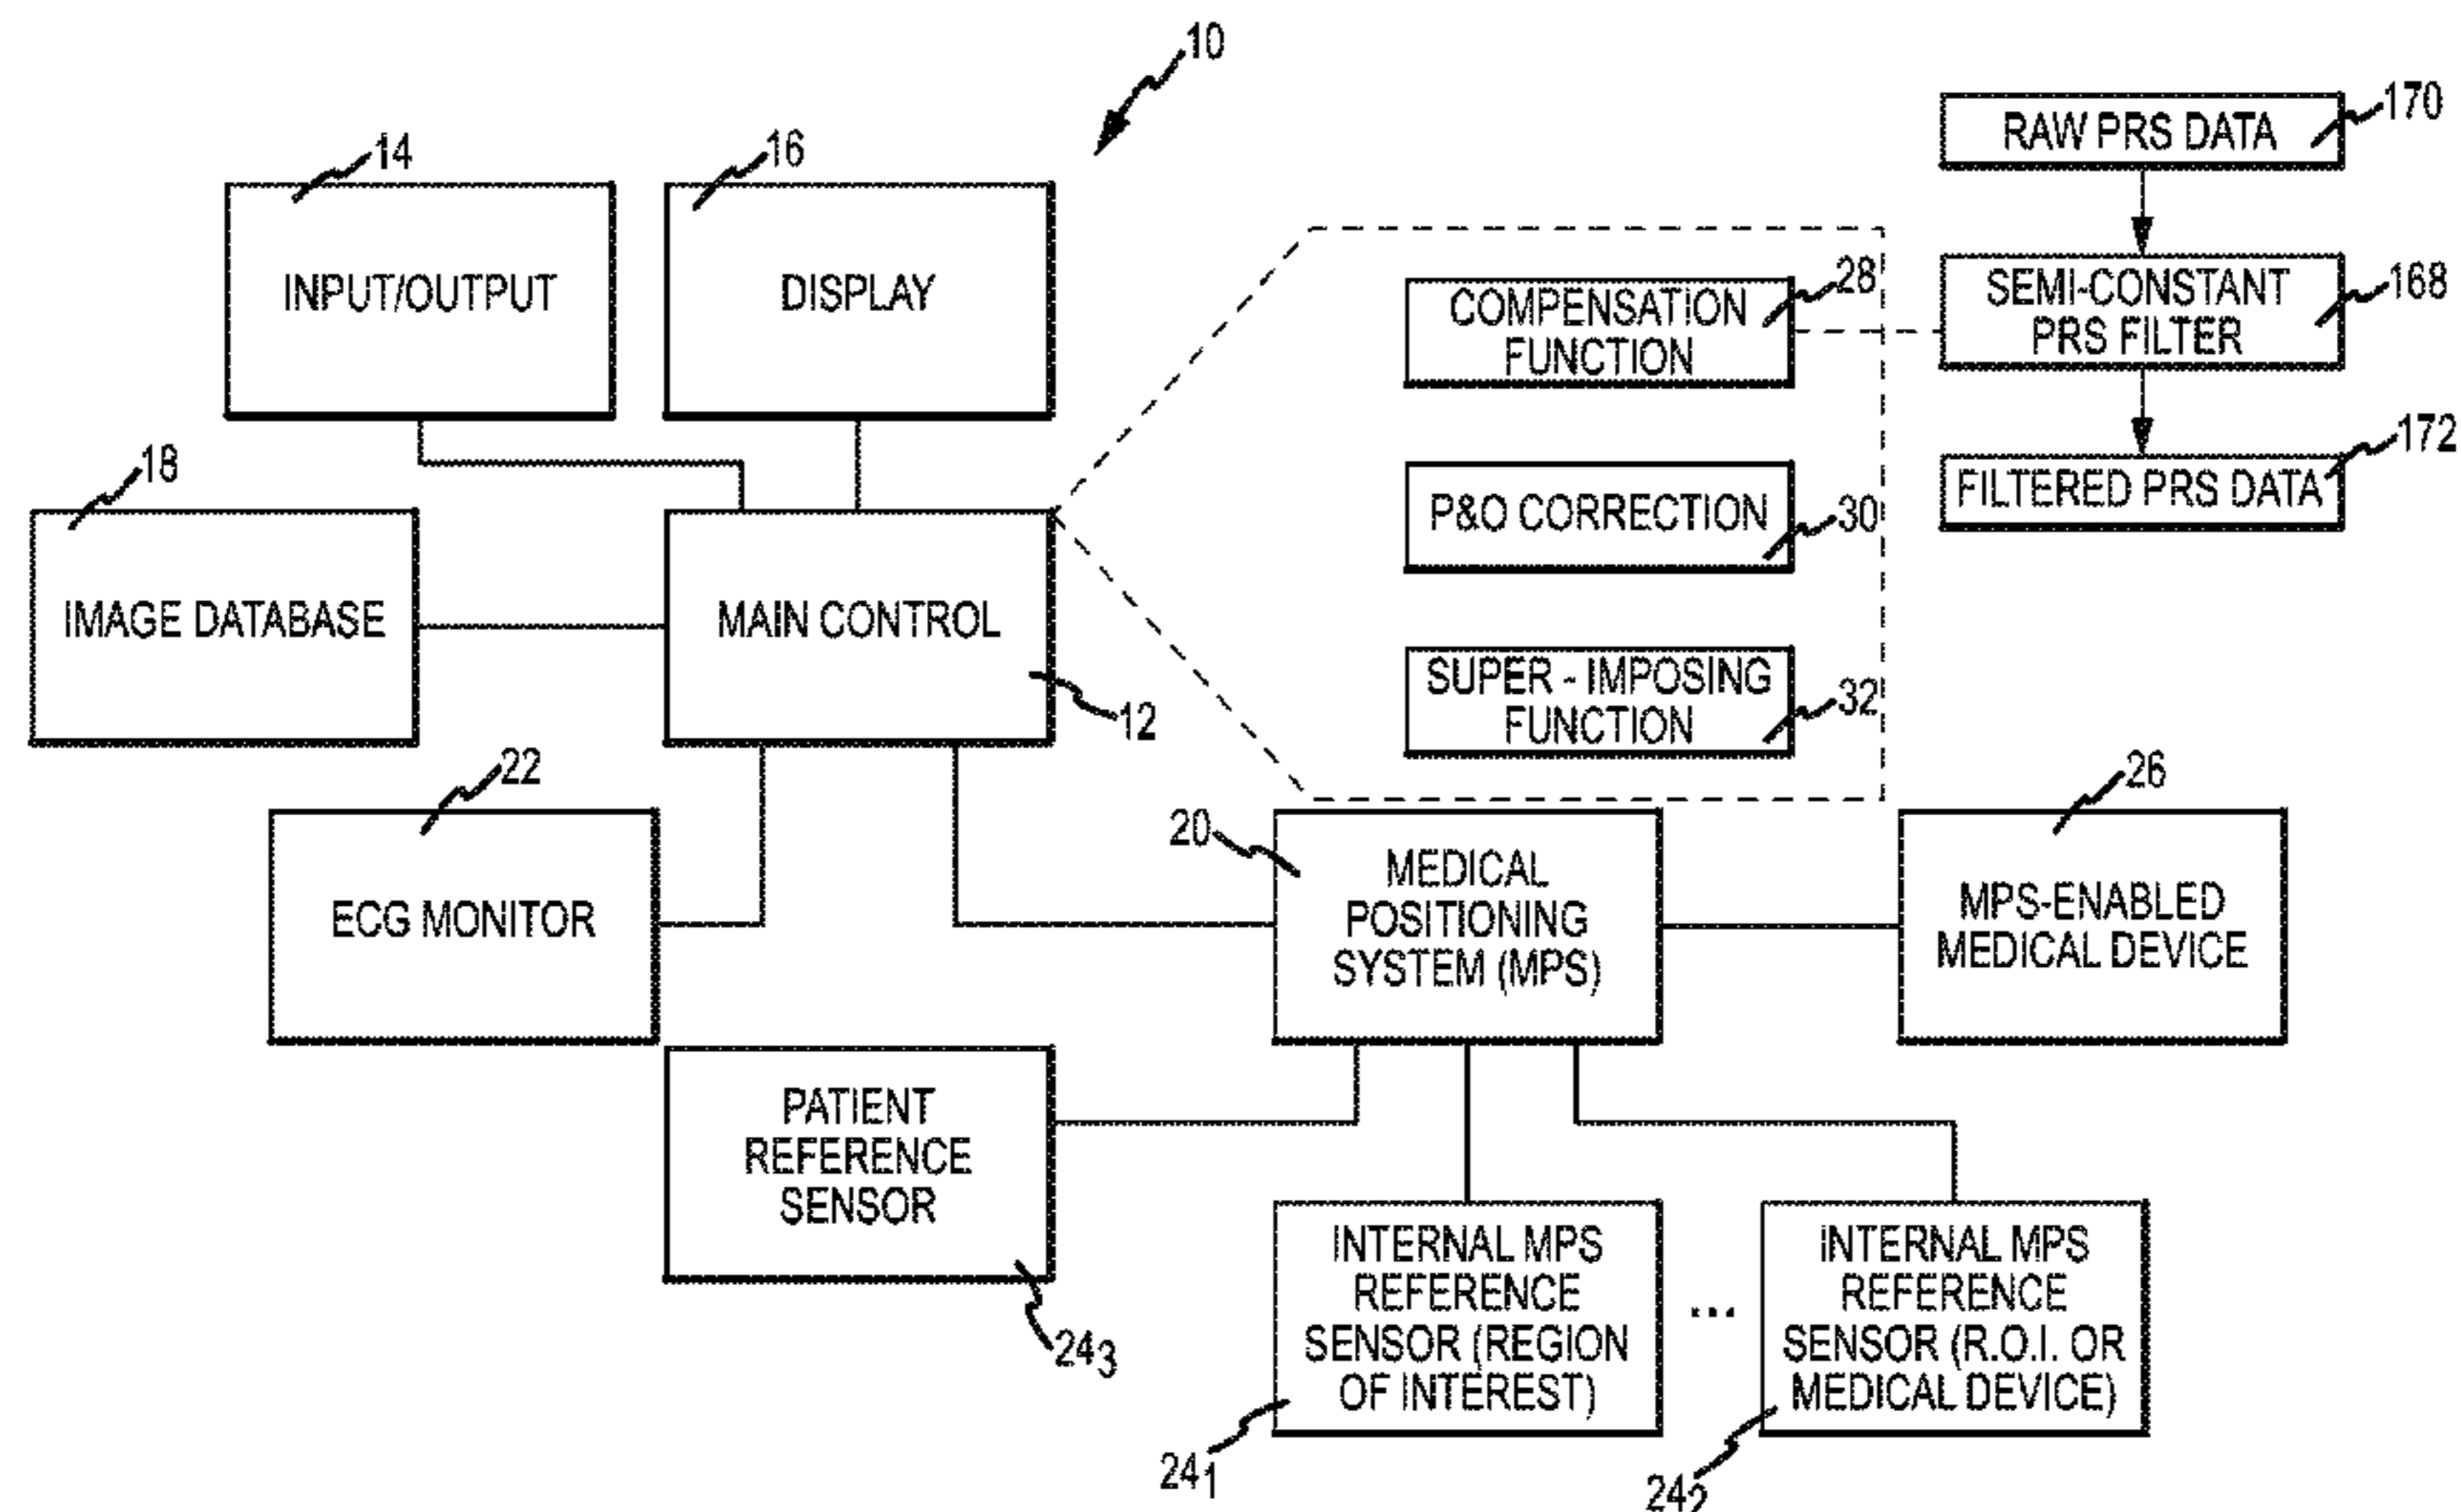 10
170
RAW PRS DATA
14
16
INPUT/OUTPUT
DISPLAY
28
COMPENSATION
FUNCTION
168
SEMI-CONSTANT
PRS FILTER
172
FILTERED PRS DATA
18
IMAGE DATABASE
MAIN CONTROL
12
P&O CORRECTION
30
SUPER - IMPOSING
FUNCTION
32
22
ECG MONITOR
20
MEDICAL
POSITIONING
SYSTEM (MPS)
26
MPS-ENABLED
MEDICAL DEVICE
PATIENT
REFERENCE
SENSOR
24₃
INTERNAL MPS
REFERENCE
SENSOR (REGION
OF INTEREST)
24₁
...
INTERNAL MPS
REFERENCE
SENSOR (R.O.I. OR
MEDICAL DEVICE)
24₂